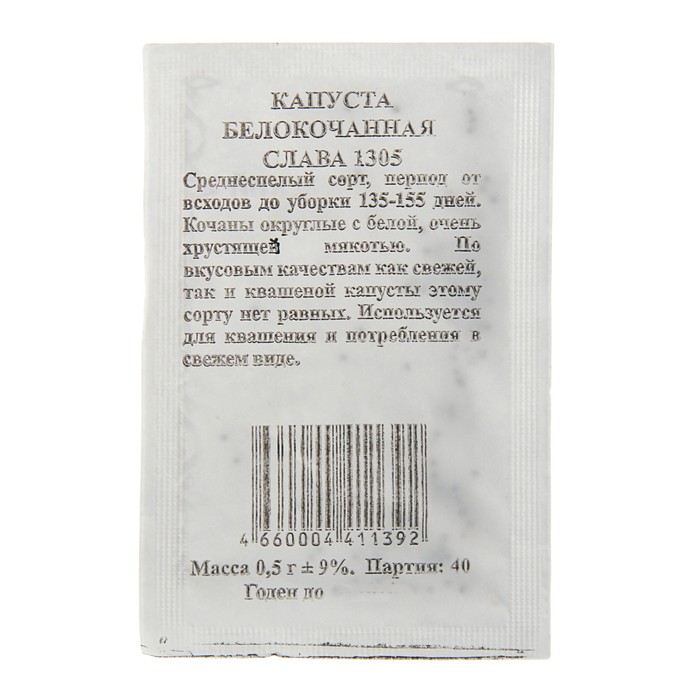 КАПУСТА
БЕЛОКОЧАННАЯ
СЛАВА 1305
Среднеспелый сорт, период от
всходов до уборки 135-155 дней.
Кочаны округлые с белой, очень
хрустящей мякотью. По
вкусовым качествам как свежей,
так и квашеной капусты этому
сорту нет равных. Используется
для квашения и потребления в
свежем виде.
4 660004 411392
Масса 0,5 г ± 9%. Партия: 40
Годен до